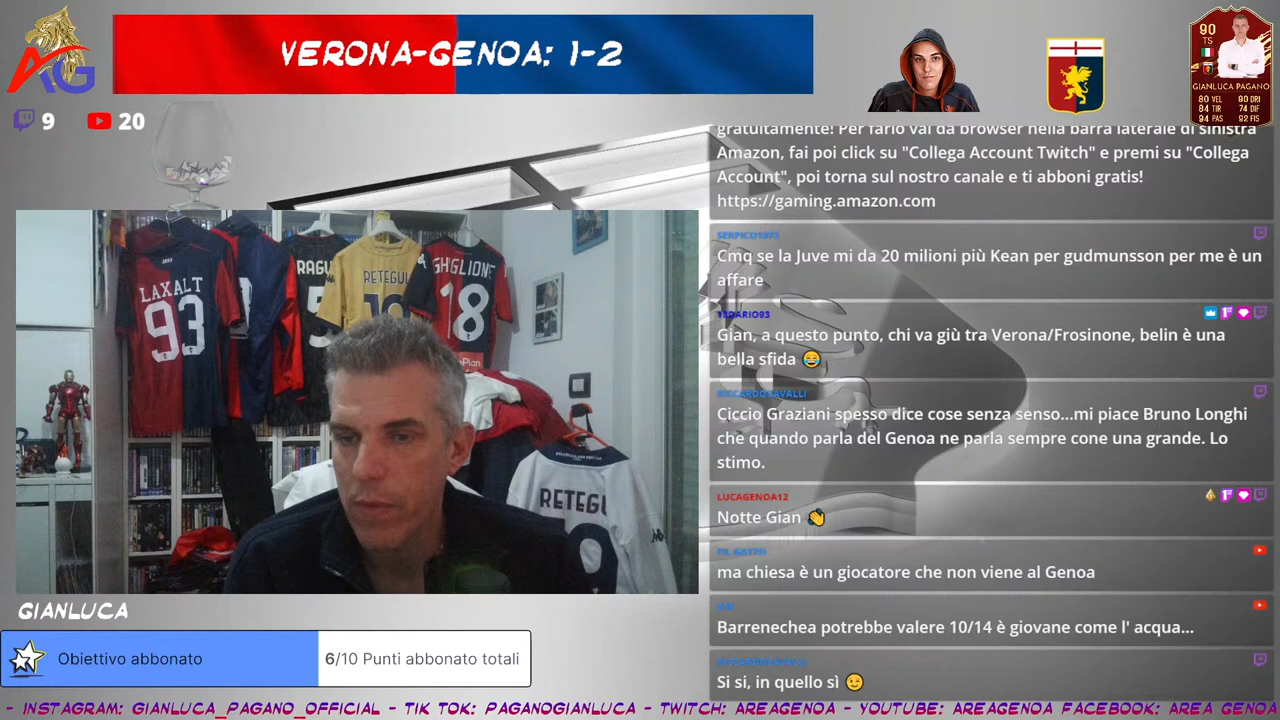 AG
VERONA-GENOA: 1-2
90
TS
GIANLUCA PAGANO
80 VEL 90 DRI
84 TIR 74 DIF
94 PAS 92 FIS
9 20
gratuitamente! Per farlo vai da browser nella barra laterale di sinistra
Amazon, fai poi click su "Collega Account Twitch" e premi su "Collega
Account", poi torna sul nostro canale e ti abboni gratis!
https://gaming.amazon.com
Cmq se la Juve mi da 20 milioni più Kean per gudmunsson per me è un
affare
18DARIO93
Gian, a questo punto, chi va giù tra Verona/Frosinone, belin è una
bella sfida 😂
RICCARDOCAVALLI
Ciccio Graziani spesso dice cose senza senso...mi piace Bruno Longhi
che quando parla del Genoa ne parla sempre cone una grande. Lo
stimo.
LUCAGENOA12
Notte Gian 👏
ma chiesa è un giocatore che non viene al Genoa
Barrenechea potrebbe valere 10/14 è giovane come l' acqua...
Si si, in quello sì 😉
LAXALT
93
RAGU
5
RETEGUI
19
GHIGLIONE
18
RETEGU
GIANLUCA
Obiettivo abbonato 6/10 Punti abbonato totali
- INSTAGRAM: GIANLUCA_PAGANO_OFFICIAL - TIK TOK: PAGANOGIANLUCA - TWITCH: AREAGENOA - YOUTUBE: AREAGENOA FACEBOOK: AREA GENOA